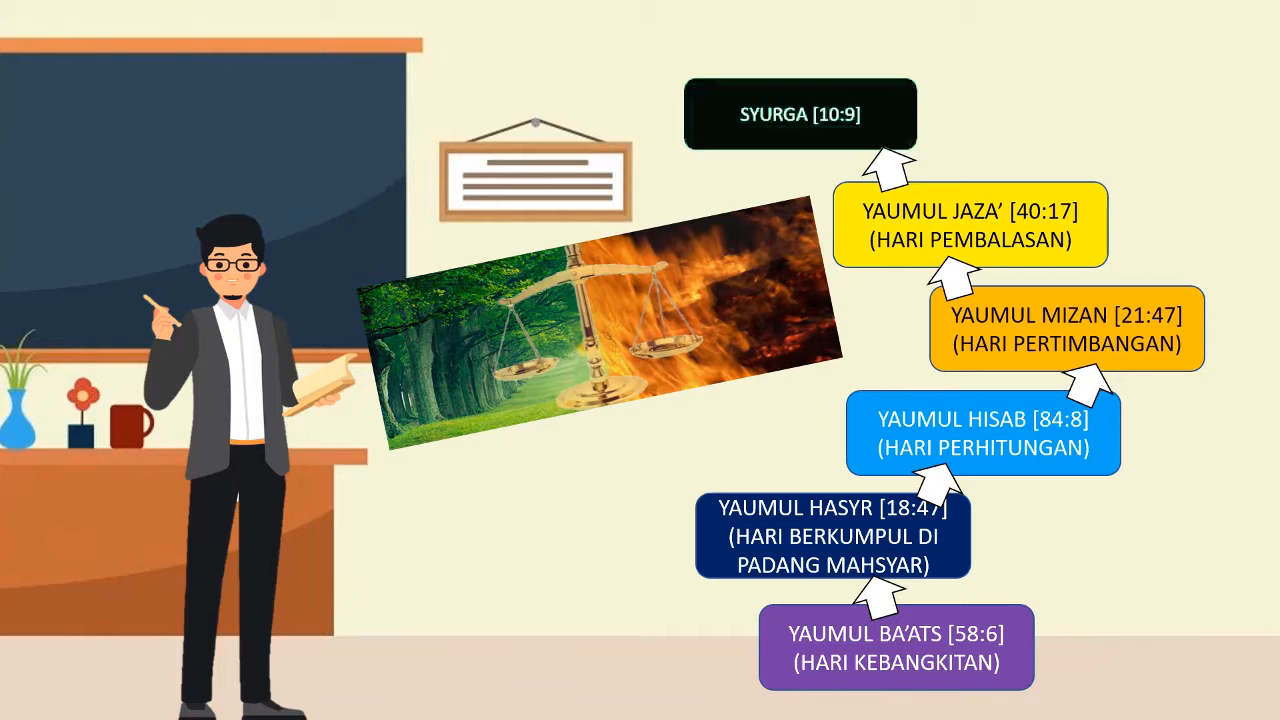 SYURGA [10:9]
YAUMUL JAZA’ [40:17]
(HARI PEMBALASAN)
YAUMUL MIZAN [21:47]
(HARI PERTIMBANGAN)
YAUMUL HISAB [84:8]
(HARI PERHITUNGAN)
YAUMUL HASYR [18:47]
(HARI BERKUMPUL DI
PADANG MAHSYAR)
YAUMUL BA’ATS [58:6]
(HARI KEBANGKITAN)